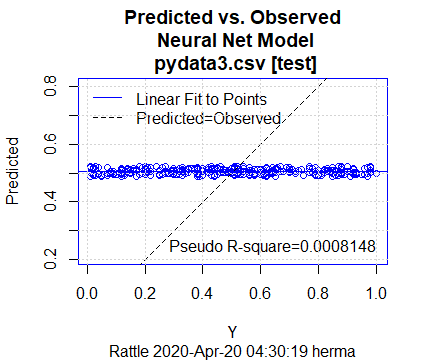 Predicted vs. Observed
Neural Net Model
pydata3.csv [test]
0.8
Linear Fit to Points
Predicted=Observed
0.6
Predicted
0.4
Pseudo R-square=0.0008148
0.2
0.0 0.2 0.4 0.6 0.8 1.0
Y
Rattle 2020-Apr-20 04:30:19 herma